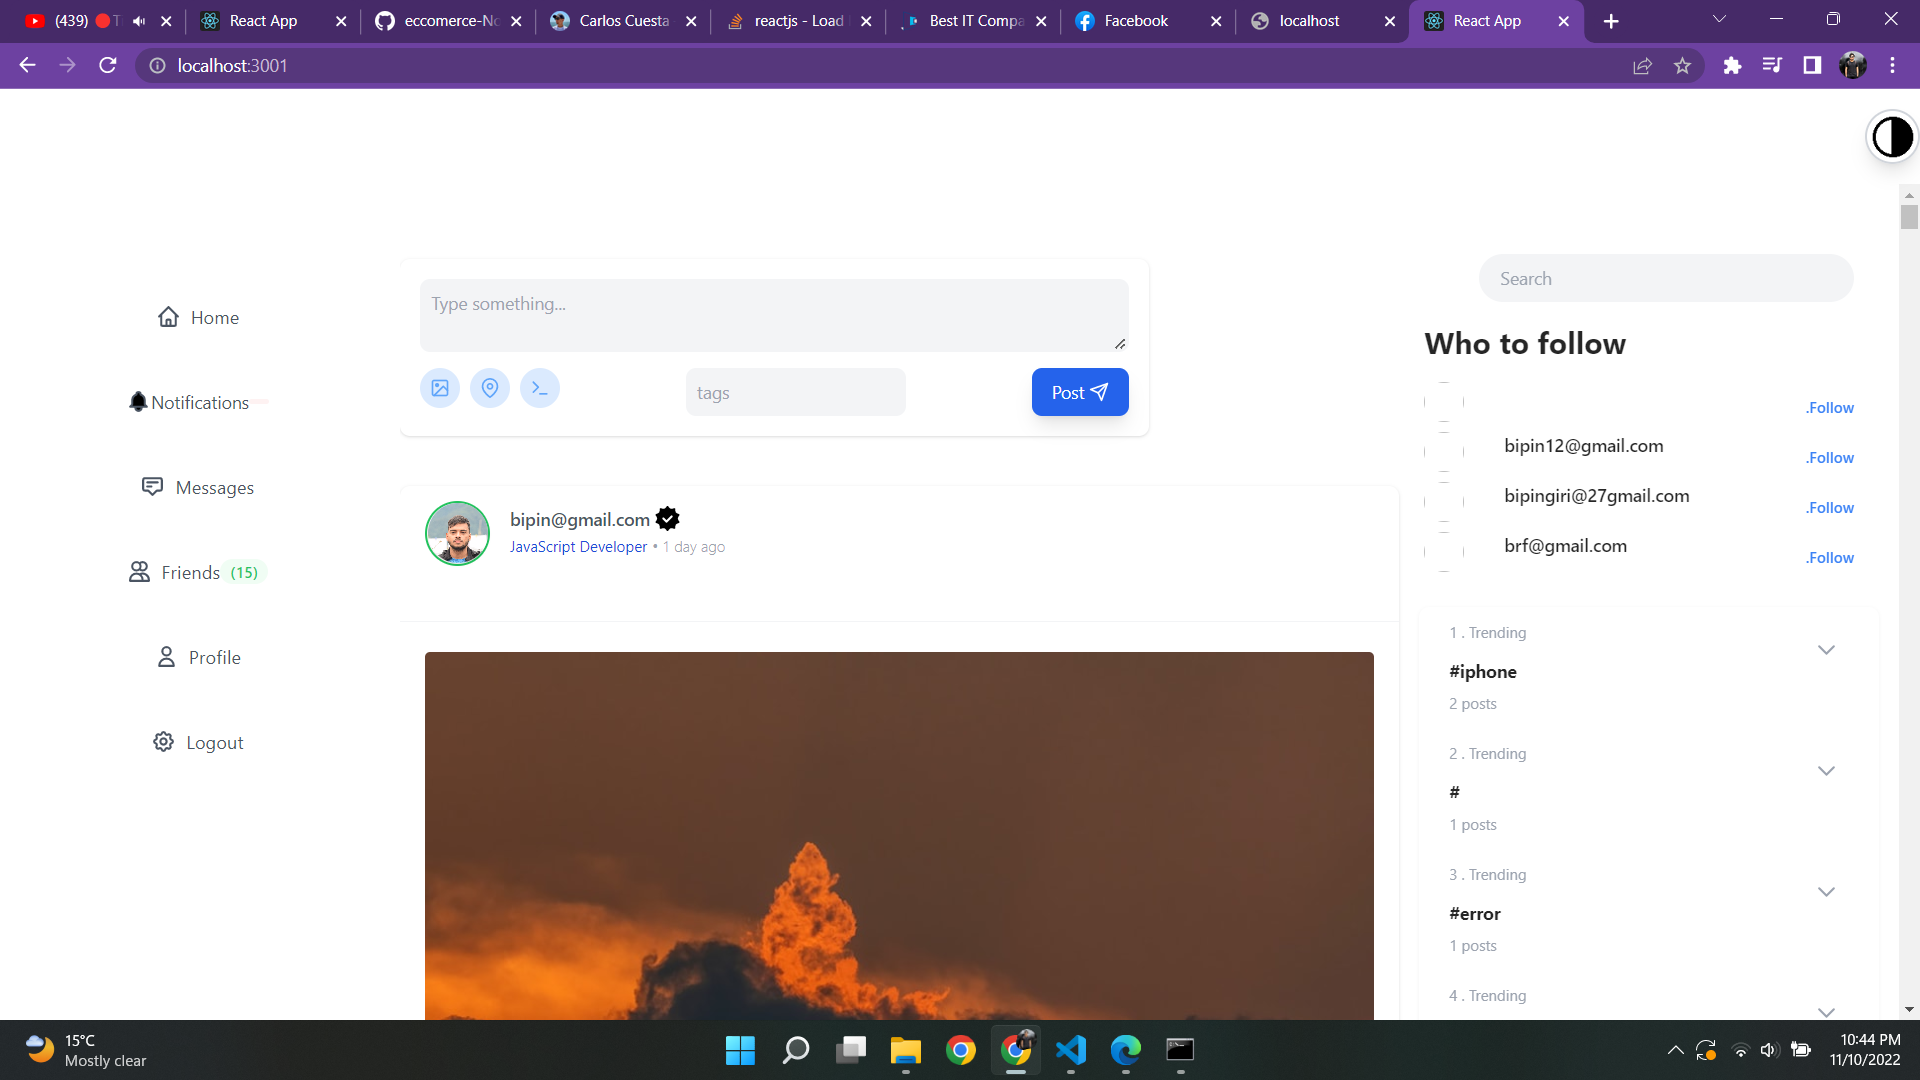 (439)
React App
eccomerce-No
Carlos Cuesta
reactjs - Load
Best IT Compa
Facebook
localhost
React App
localhost:3001
Type something...
tags
Post
Home
Notifications
Messages
Friends (15)
Profile
Logout
bipin@gmail.com
JavaScript Developer • 1 day ago
Search
Who to follow
.Follow
bipin12@gmail.com
.Follow
bipingiri@27gmail.com
.Follow
brf@gmail.com
.Follow
1 . Trending
#iphone
2 posts
2 . Trending
#
1 posts
3 . Trending
#error
1 posts
4 . Trending
15°C
Mostly clear
10:44 PM
11/10/2022